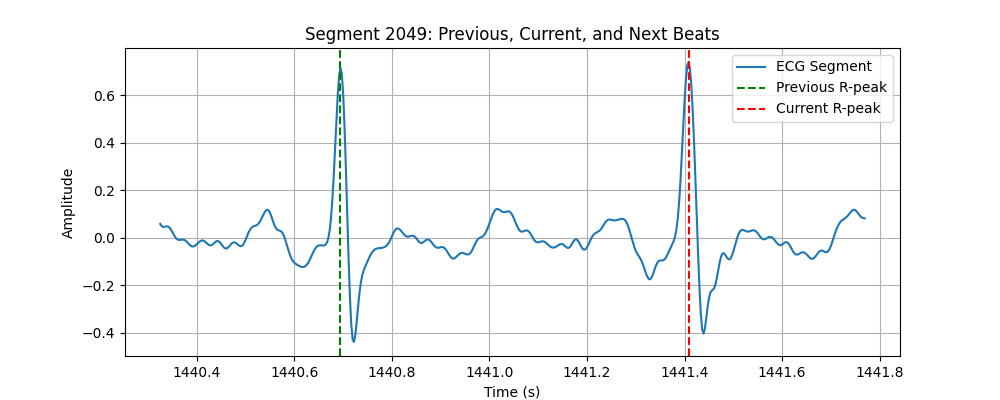 Segment 2049: Previous, Current, and Next Beats
ECG Segment
Previous R-peak
Current R-peak
0.6
0.4
0.2
0.0
−0.2
−0.4
Amplitude
1440.4 1440.6 1440.8 1441.0 1441.2 1441.4 1441.6 1441.8
Time (s)